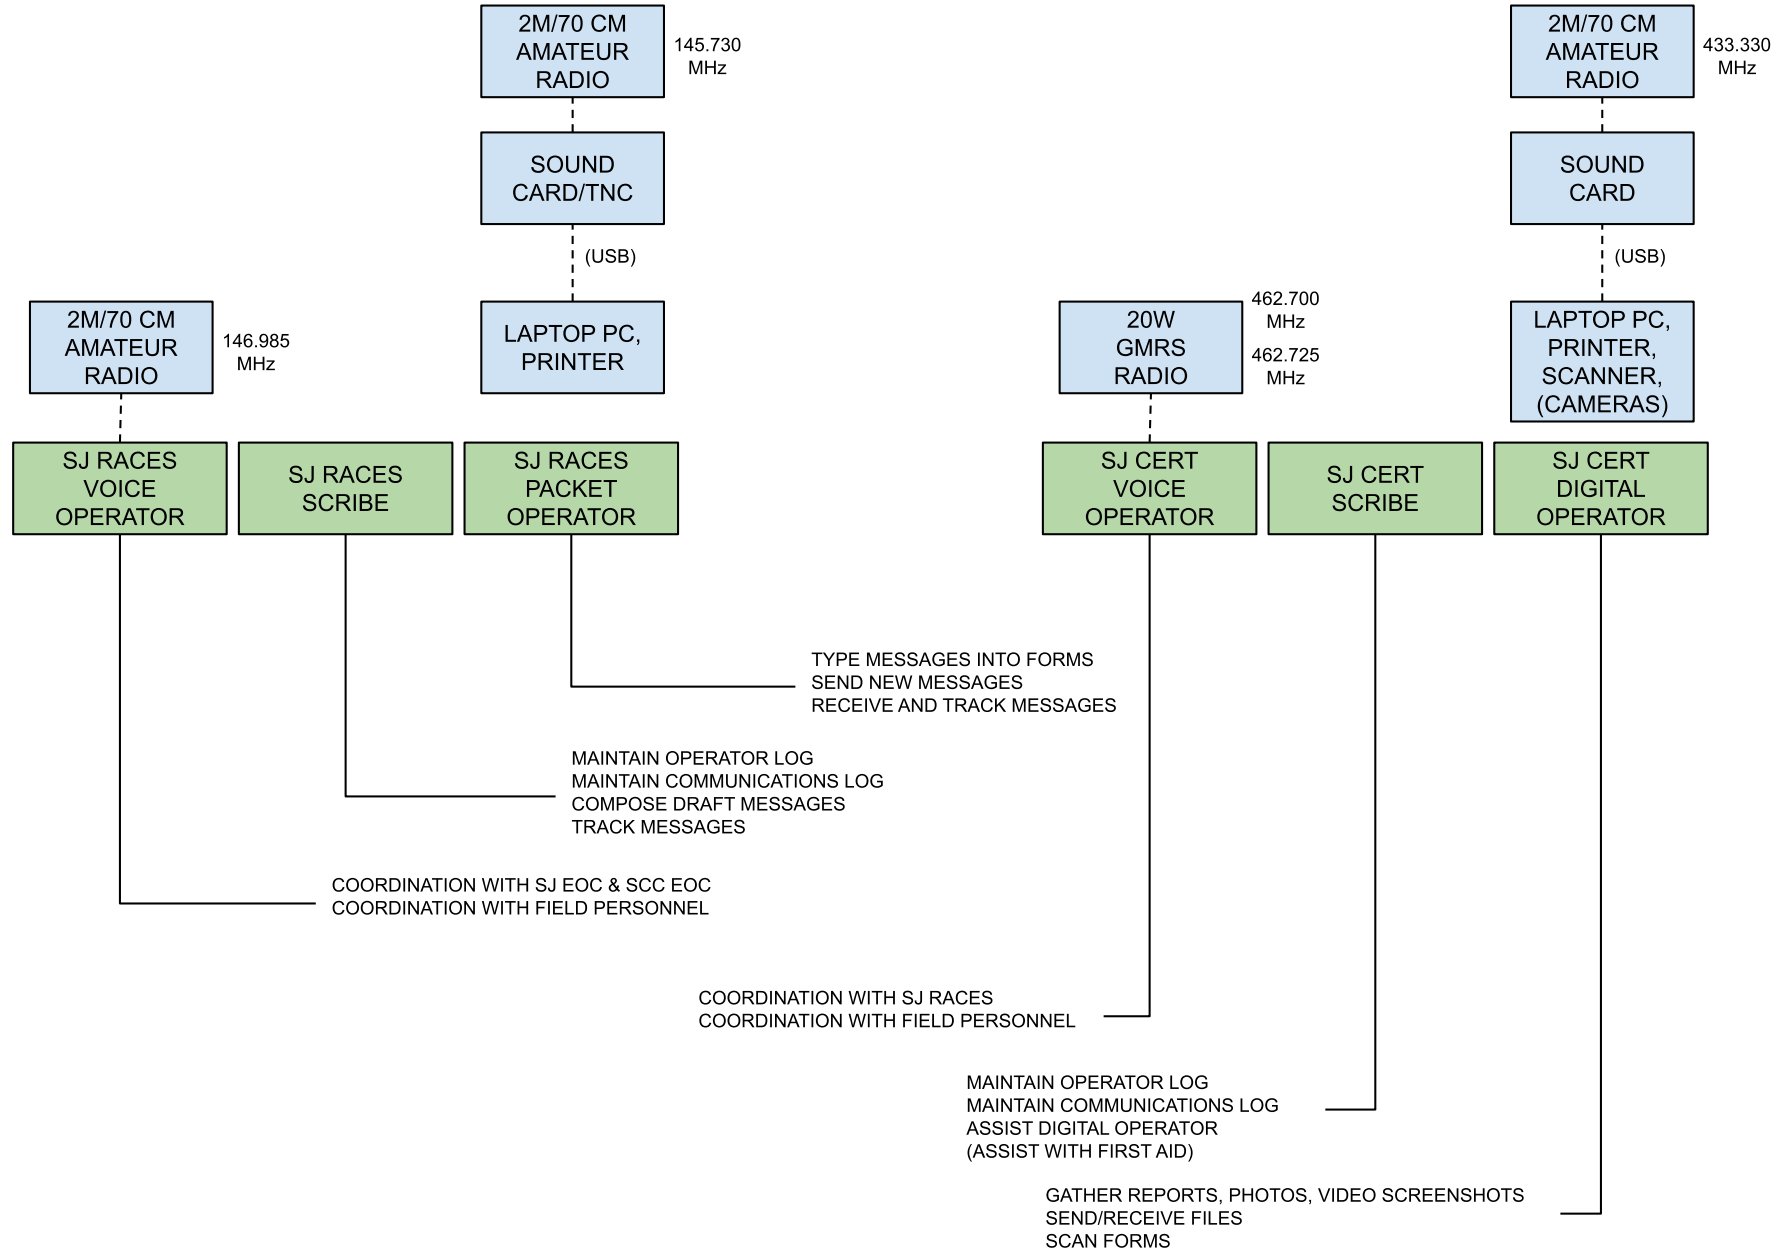 2M/70 CM
AMATEUR
RADIO
145.730
MHz
2M/70 CM
AMATEUR
RADIO
433.330
MHz
SOUND
CARD/TNC
SOUND
CARD
(USB)
(USB)
2M/70 CM
AMATEUR
RADIO
146.985
MHz
LAPTOP PC,
PRINTER
20W
GMRS
RADIO
462.700
MHz
462.725
MHz
LAPTOP PC,
PRINTER,
SCANNER,
(CAMERAS)
SJ RACES
VOICE
OPERATOR
SJ RACES
SCRIBE
SJ RACES
PACKET
OPERATOR
SJ CERT
VOICE
OPERATOR
SJ CERT
SCRIBE
SJ CERT
DIGITAL
OPERATOR
TYPE MESSAGES INTO FORMS
SEND NEW MESSAGES
RECEIVE AND TRACK MESSAGES
MAINTAIN OPERATOR LOG
MAINTAIN COMMUNICATIONS LOG
COMPOSE DRAFT MESSAGES
TRACK MESSAGES
COORDINATION WITH SJ EOC & SCC EOC
COORDINATION WITH FIELD PERSONNEL
COORDINATION WITH SJ RACES
COORDINATION WITH FIELD PERSONNEL
MAINTAIN OPERATOR LOG
MAINTAIN COMMUNICATIONS LOG
ASSIST DIGITAL OPERATOR
(ASSIST WITH FIRST AID)
GATHER REPORTS, PHOTOS, VIDEO SCREENSHOTS
SEND/RECEIVE FILES
SCAN FORMS